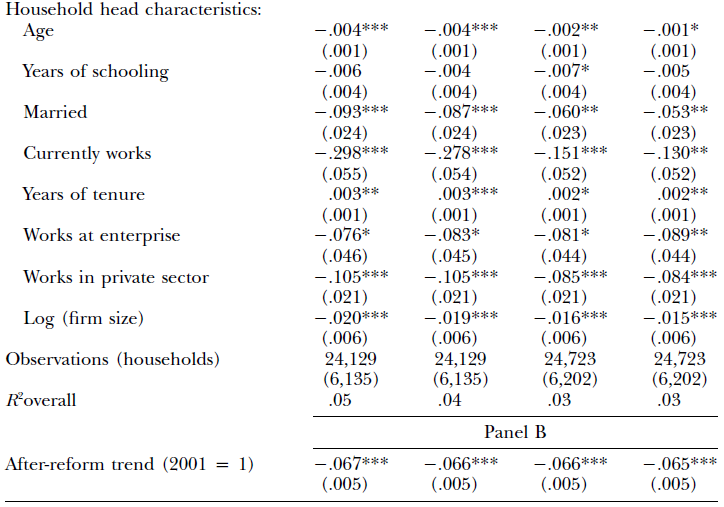 Household head characteristics:
Age −.004*** −.004*** −.002** −.001*
(.001) (.001) (.001) (.001)
Years of schooling −.006 −.004 −.007* −.005
(.004) (.004) (.004) (.004)
Married −.093*** −.087*** −.060** −.053**
(.024) (.024) (.023) (.023)
Currently works −.298*** −.278*** −.151*** −.130**
(.055) (.054) (.052) (.052)
Years of tenure .003** .003*** .002* .002**
(.001) (.001) (.001) (.001)
Works at enterprise −.076* −.083* −.081* −.089**
(.046) (.045) (.044) (.044)
Works in private sector −.105*** −.105*** −.085*** −.084***
(.021) (.021) (.021) (.021)
Log (firm size) −.020*** −.019*** −.016*** −.015***
(.006) (.006) (.006) (.006)
Observations (households) 24,129 24,129 24,723 24,723
(6,135) (6,135) (6,202) (6,202)
R²overall .05 .04 .03 .03
Panel B
After-reform trend (2001 = 1) −.067*** −.066*** −.066*** −.065***
(.005) (.005) (.005) (.005)